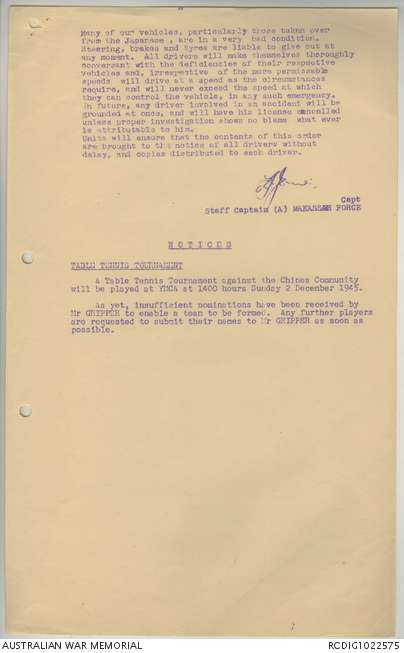 Many of our vehicles, particularly those taken over
from the Japanese , are in a very bad condition.
Steering, brakes and tyres are liable to give out at
any moment. All drivers will make themselves thoroughly
conversant with the deficiencies of their respective
vehicles and, irrespective of the more permissable
speeds will drive at a speed as the circumstances
require, and will never exceed the speed at which
they can control the vehicle, in any such emergency.
In future, any driver involved in an accident will be
grounded at once, and will have his license cancelled
unless proper investigation shows no blame what ever
is attributable to him.
Units will ensure that the contents of this order
are brought to the notice of all drivers without
delay, and copies distributed to each driver.
Capt
Staff Captain (A) MAKASSAR FORCE
NOTICES
TABLE TENNIS TOURNAMENT
A Table Tennis Tournament against the Chines Community
will be played at YMCA at 1400 hours Sunday 2 December 1945.
As yet, insufficient nominations have been received by
Mr GRIPPER to enable a team to be formed. Any further players
are requested to submit their names to Mr GRIPPER as soon as
possible.
AUSTRALIAN WAR MEMORIAL
RCDIG1022575